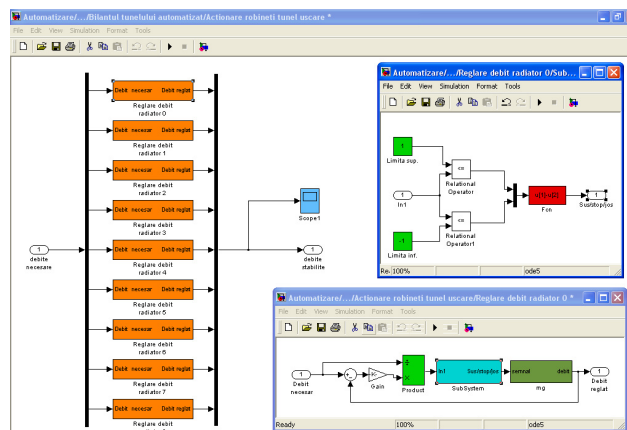 Automatizare/.../Bilantul tunelului automatizat/Actionare robineti tunel uscare *
File Edit View Simulation Format Tools
Debit necesar Debit reglat
Reglare debit
radiator 0
Debit necesar Debit reglat
Reglare debit
radiator 1
Debit necesar Debit reglat
Reglare debit
radiator 2
Debit necesar Debit reglat
Reglare debit
radiator 3
Debit necesar Debit reglat
Reglare debit
radiator 4
Debit necesar Debit reglat
Reglare debit
radiator 5
Debit necesar Debit reglat
Reglare debit
radiator 6
Debit necesar Debit reglat
Reglare debit
radiator 7
Debit necesar Debit reglat
Reglare debit
1
debite
necesare
Scope1
1
debite
stabilite
Automatizare/.../Reglare debit radiator 0/Sub...
File Edit View Simulation Format Tools
1
Limita sup.
<=
Relational
Operator
1
In1
Fcn
1
Sus/stop/jos
-1
Limita inf.
Relational
Operator1
100%
ode5
Automatizare/.../Actionare robineti tunel uscare/Reglare debit radiator 0 *
File Edit View Simulation Format Tools
1
Debit
necesar
Gain
Product
In1 Sus/stop/jos
SubSystem
semnal debit
mg
1
Debit
reglat
Ready 100% ode5